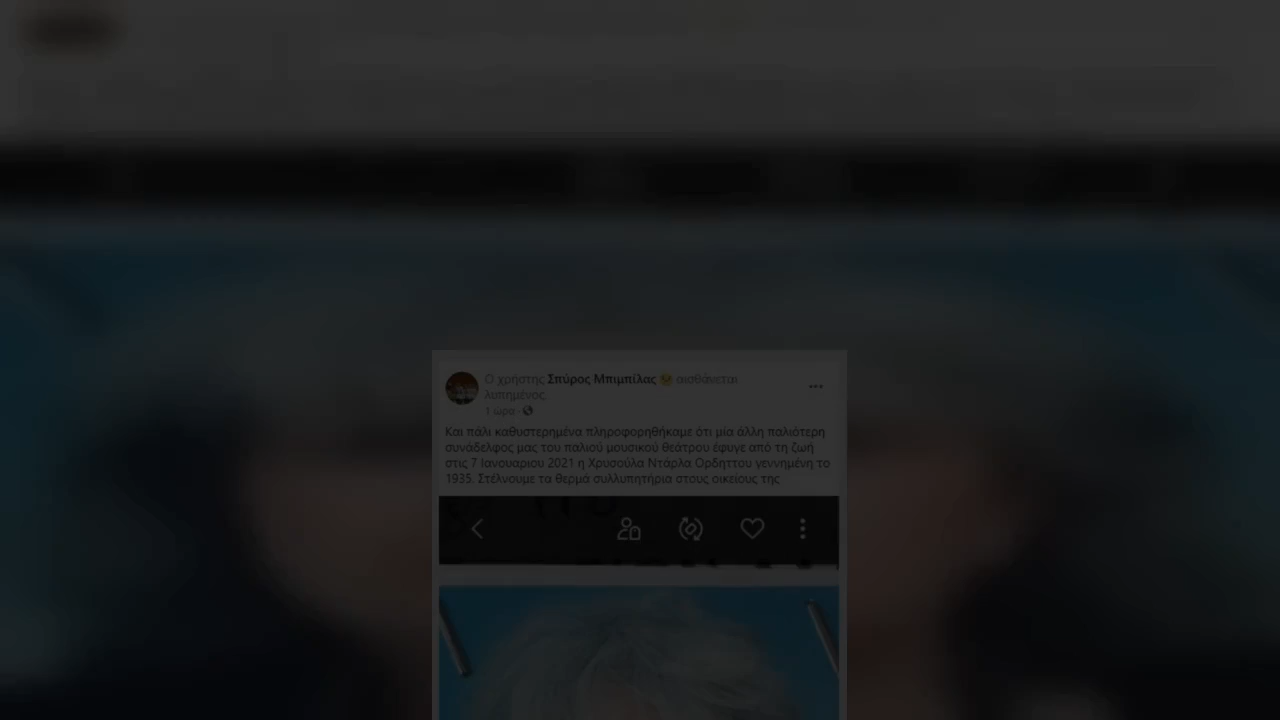 Ο χρήστης Σπύρος Μπιμπίλας αισθάνεται
λυπημένος.
1 ώρα ·
Και πάλι καθυστερημένα πληροφορηθήκαμε ότι μία άλλη παλιότερη
συνάδελφος μας του παλιού μουσικού θεάτρου έφυγε από τη ζωή
στις 7 Ιανουαριου 2021 η Χρυσούλα Ντάρλα Ορδηττου γεννημένη το
1935. Στέλνουμε τα θερμά συλλυπητήρια στους οικείους της